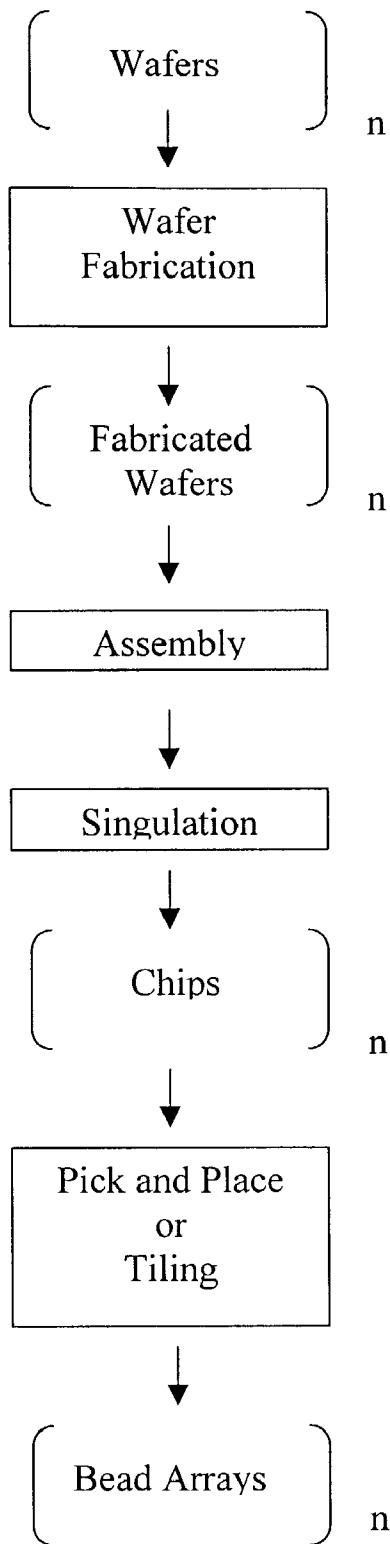 Wafers
n
Wafer
Fabrication
Fabricated
Wafers
n
Assembly
Singulation
Chips
n
Pick and Place
or
Tiling
Bead Arrays
n